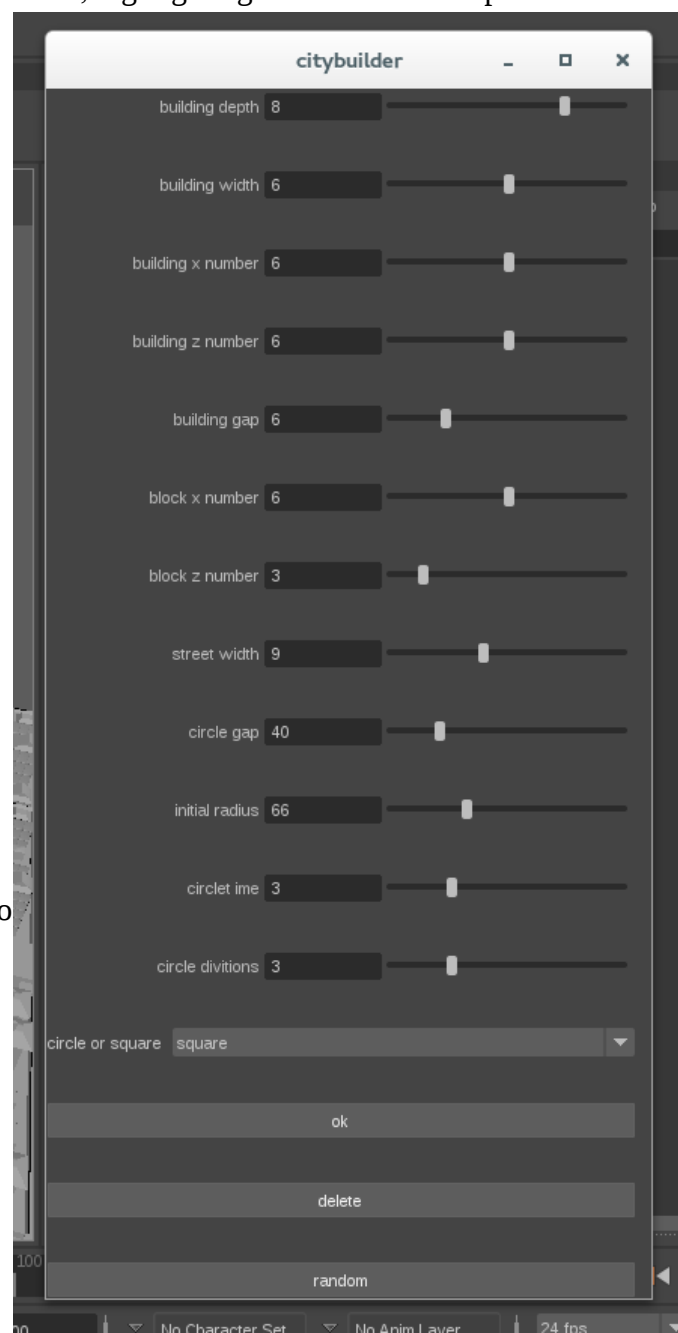 citybuilder
building depth 8
building width 6
building x number 6
building z number 6
building gap 6
block x number 6
block z number 3
street width 9
circle gap 40
initial radius 66
circlet ime 3
circle divitions 3
circle or square square
ok
delete
random
100
No Character Set No Anim Layer 24 fps